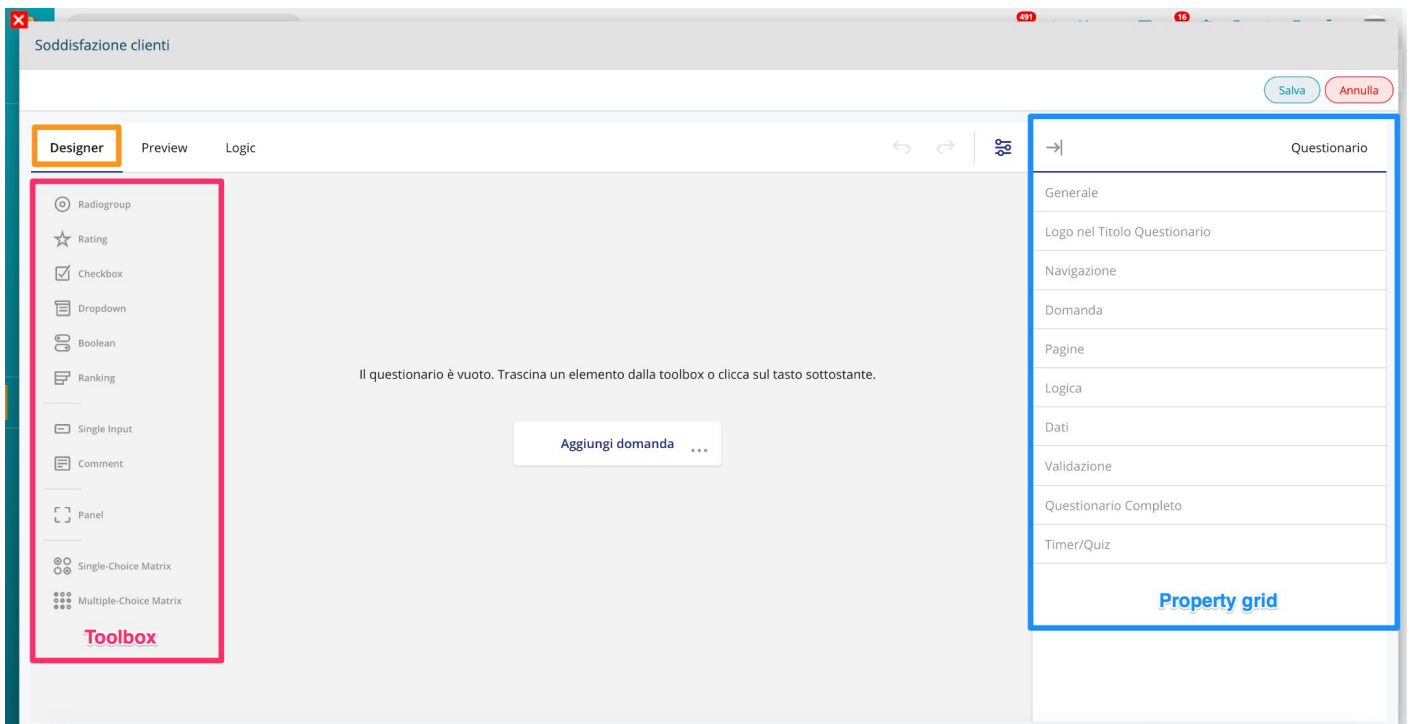 491
16
Soddisfazione clienti
Salva
Annulla
Designer
Preview
Logic
Questionario
Radiogroup
Rating
Checkbox
Dropdown
Boolean
Ranking
Single Input
Comment
Panel
Single-Choice Matrix
Multiple-Choice Matrix
Toolbox
Il questionario è vuoto. Trascina un elemento dalla toolbox o clicca sul tasto sottostante.
Aggiungi domanda ...
Generale
Logo nel Titolo Questionario
Navigazione
Domanda
Pagine
Logica
Dati
Validazione
Questionario Completo
Timer/Quiz
Property grid